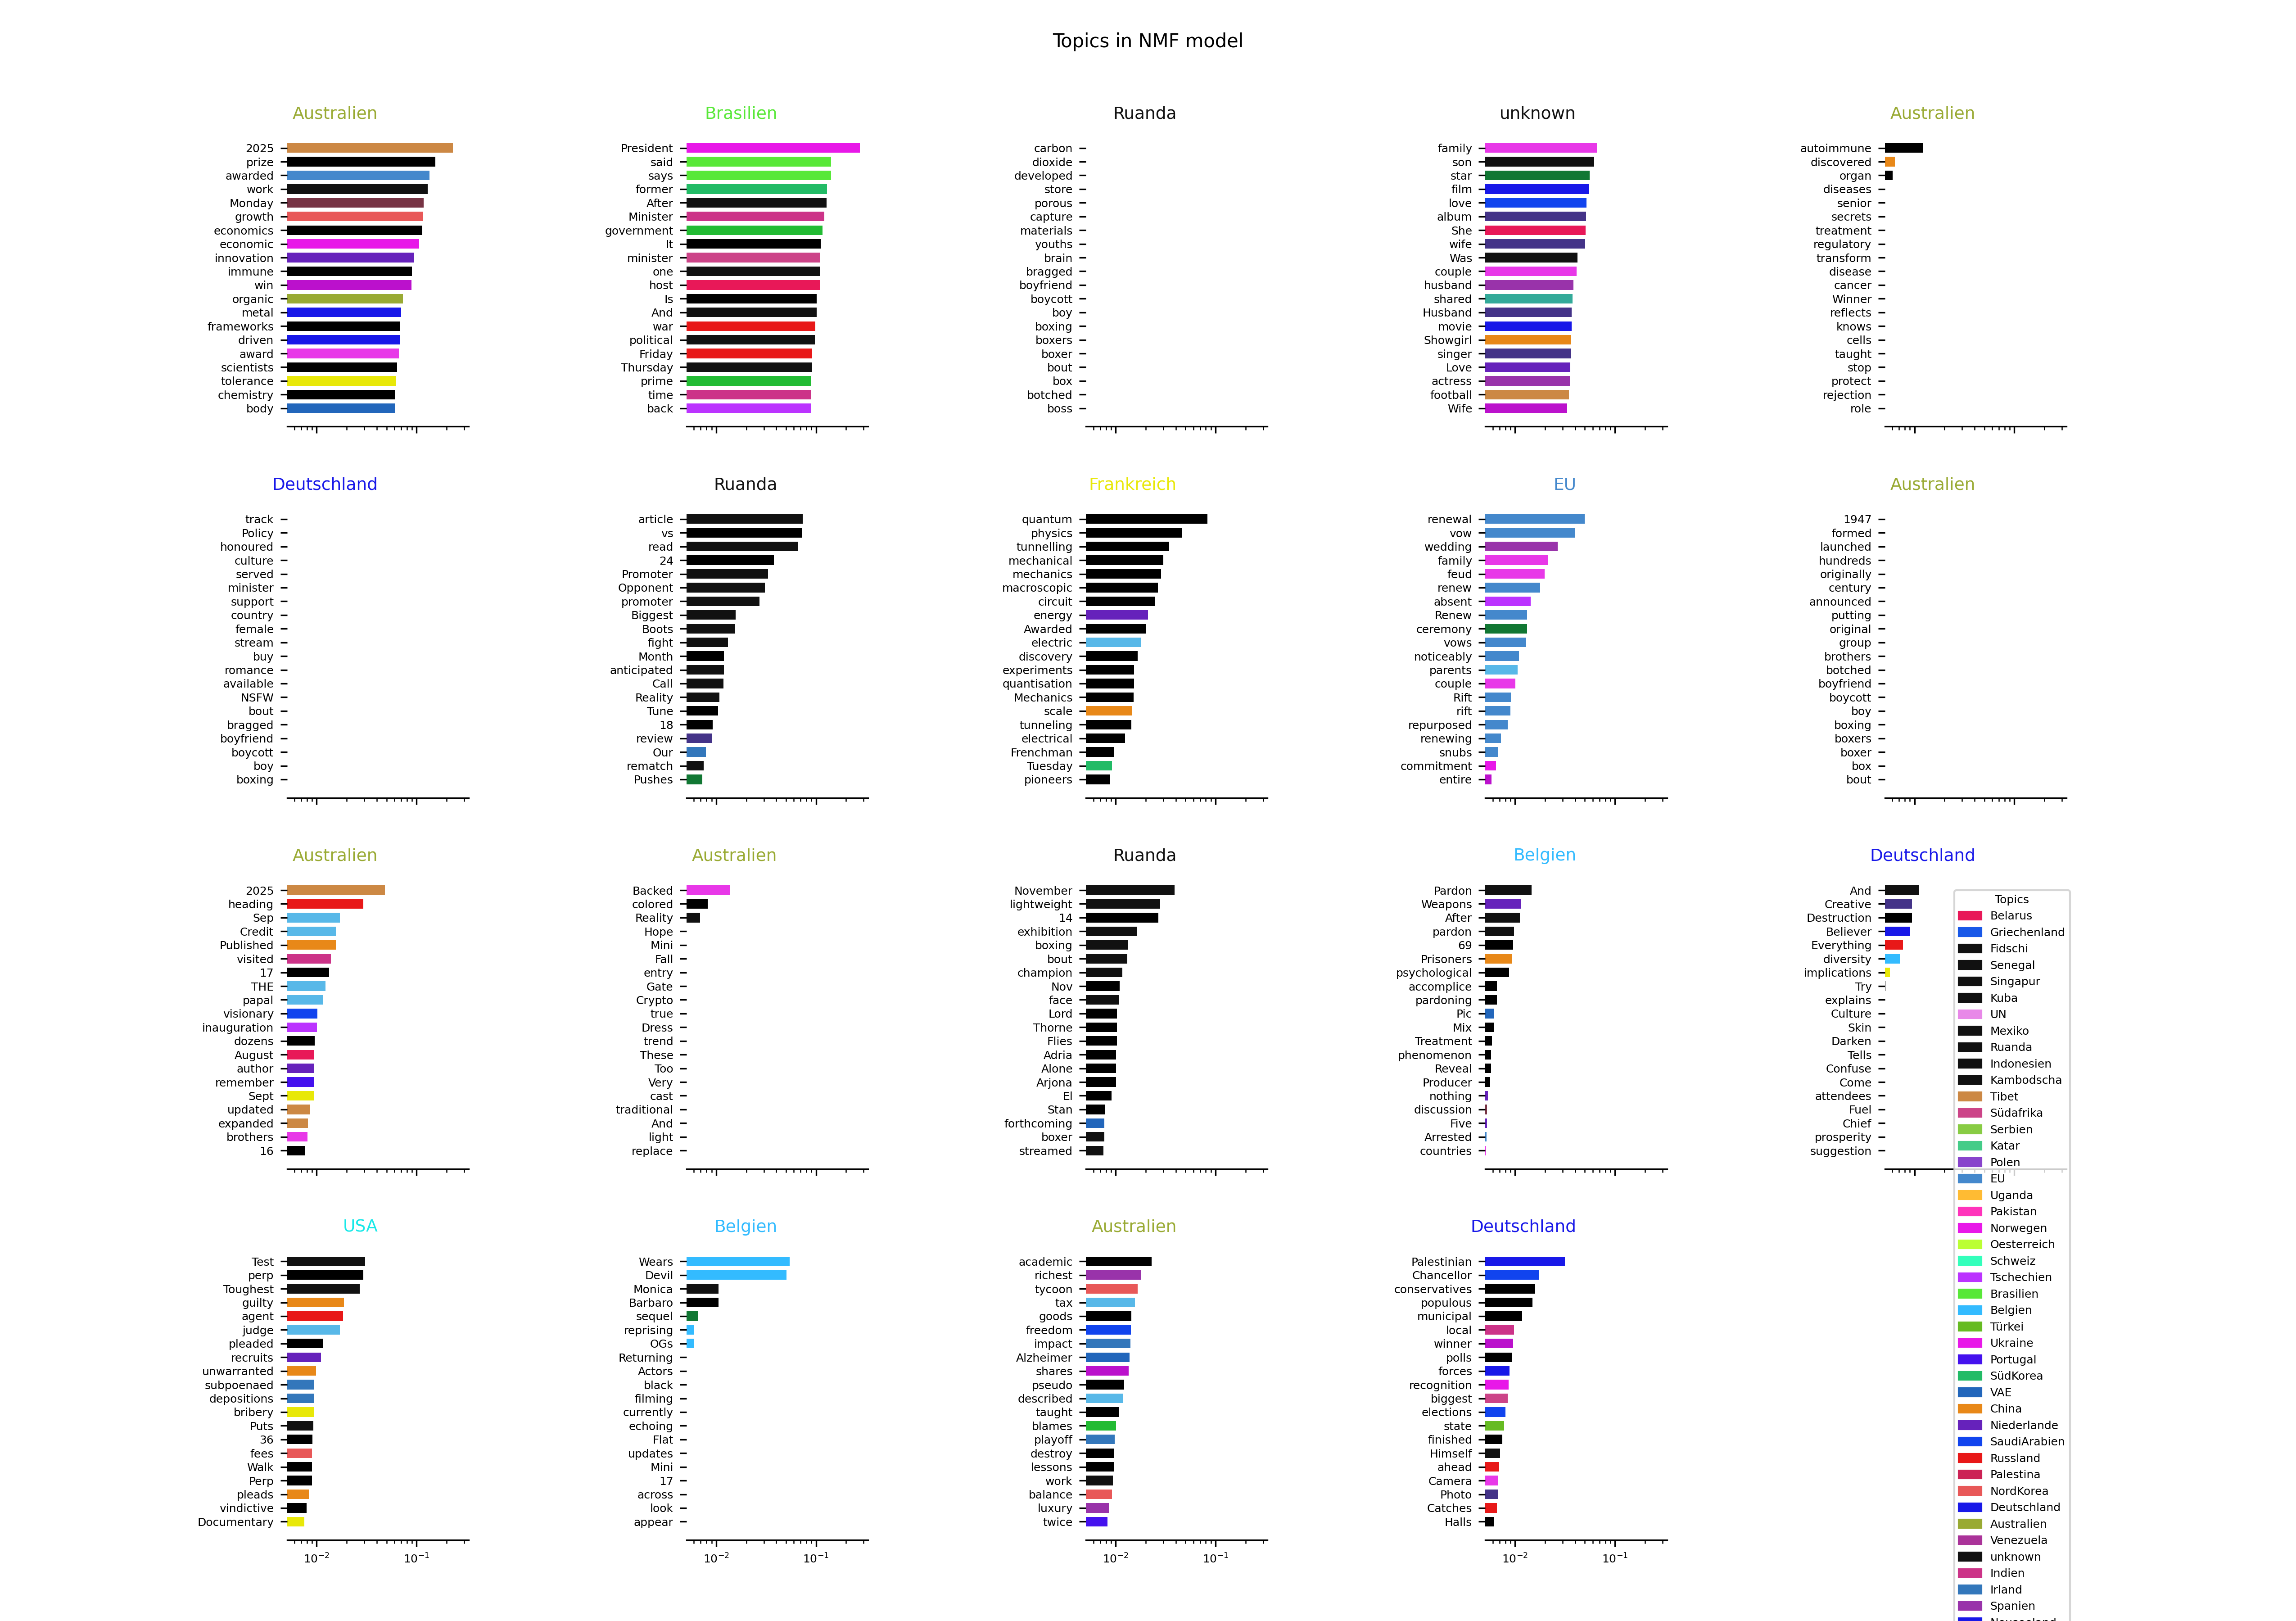 Topics in NMF model
Australien
2025
prize
awarded
work
Monday
growth
economics
economic
innovation
immune
win
organic
metal
frameworks
driven
award
scientists
tolerance
chemistry
body
Brasilien
President
said
says
former
After
Minister
government
It
minister
one
host
Is
And
war
political
Friday
Thursday
prime
time
back
Ruanda
carbon
dioxide
developed
store
porous
capture
materials
youths
brain
bragged
boyfriend
boycott
boy
boxing
boxers
boxer
bout
box
botched
boss
unknown
family
son
star
film
love
album
She
wife
Was
couple
husband
shared
Husband
movie
Showgirl
singer
Love
actress
football
Wife
Australien
autoimmune
discovered
organ
diseases
senior
secrets
treatment
regulatory
transform
disease
cancer
Winner
reflects
knows
cells
taught
stop
protect
rejection
role
Deutschland
track
Policy
honoured
culture
served
minister
support
country
female
stream
buy
romance
available
NSFW
bout
bragged
boyfriend
boycott
boy
boxing
Ruanda
article
vs
read
24
Promoter
Opponent
promoter
Biggest
Boots
fight
Month
anticipated
Call
Reality
Tune
18
review
Our
rematch
Pushes
Frankreich
quantum
physics
tunnelling
mechanical
mechanics
macroscopic
circuit
energy
Awarded
electric
discovery
experiments
quantisation
Mechanics
scale
tunneling
electrical
Frenchman
Tuesday
pioneers
EU
renewal
vow
wedding
family
feud
renew
absent
Renew
ceremony
vows
noticeably
parents
couple
Rift
rift
repurposed
renewing
snubs
commitment
entire
Australien
1947
formed
launched
hundreds
originally
century
announced
putting
original
group
brothers
botched
boyfriend
boycott
boy
boxing
boxers
boxer
box
bout
Australien
2025
heading
Sep
Credit
Published
visited
17
THE
papal
visionary
inauguration
dozens
August
author
remember
Sept
updated
expanded
brothers
16
Australien
Backed
colored
Reality
Hope
Mini
Fall
entry
Gate
Crypto
true
Dress
trend
These
Too
Very
cast
traditional
And
light
replace
Ruanda
November
lightweight
14
exhibition
boxing
bout
champion
Nov
face
Lord
Thorne
Flies
Adria
Alone
Arjona
El
Stan
forthcoming
boxer
streamed
Belgien
Pardon
Weapons
After
pardon
69
Prisoners
psychological
accomplice
pardoning
Pic
Mix
Treatment
phenomenon
Reveal
Producer
nothing
discussion
Five
Arrested
countries
Deutschland
And
Creative
Destruction
Believer
Everything
diversity
implications
Try
explains
Culture
Skin
Darken
Tells
Confuse
Come
attendees
Fuel
Chief
prosperity
suggestion
USA
Test
perp
Toughest
guilty
agent
judge
pleaded
recruits
unwarranted
subpoenaed
depositions
bribery
Puts
36
fees
Walk
Perp
pleads
vindictive
Documentary
10⁻² 10⁻¹
Belgien
Wears
Devil
Monica
Barbaro
sequel
reprising
OGs
Returning
Actors
black
filming
currently
echoing
Flat
updates
Mini
17
across
look
appear
10⁻² 10⁻¹
Australien
academic
richest
tycoon
tax
goods
freedom
impact
Alzheimer
shares
pseudo
described
taught
blames
playoff
destroy
lessons
work
balance
luxury
twice
10⁻² 10⁻¹
Deutschland
Palestinian
Chancellor
conservatives
populous
municipal
local
winner
polls
forces
recognition
biggest
elections
state
finished
Himself
ahead
Camera
Photo
Catches
Halls
10⁻² 10⁻¹
Topics
Belarus
Griechenland
Fidschi
Senegal
Singapur
Kuba
UN
Mexiko
Ruanda
Indonesien
Kambodscha
Tibet
Südafrika
Serbien
Katar
Polen
EU
Uganda
Pakistan
Norwegen
Oesterreich
Schweiz
Tschechien
Brasilien
Belgien
Türkei
Ukraine
Portugal
SüdKorea
VAE
China
Niederlande
SaudiArabien
Russland
Palestina
NordKorea
Deutschland
Australien
Venezuela
unknown
Indien
Irland
Spanien